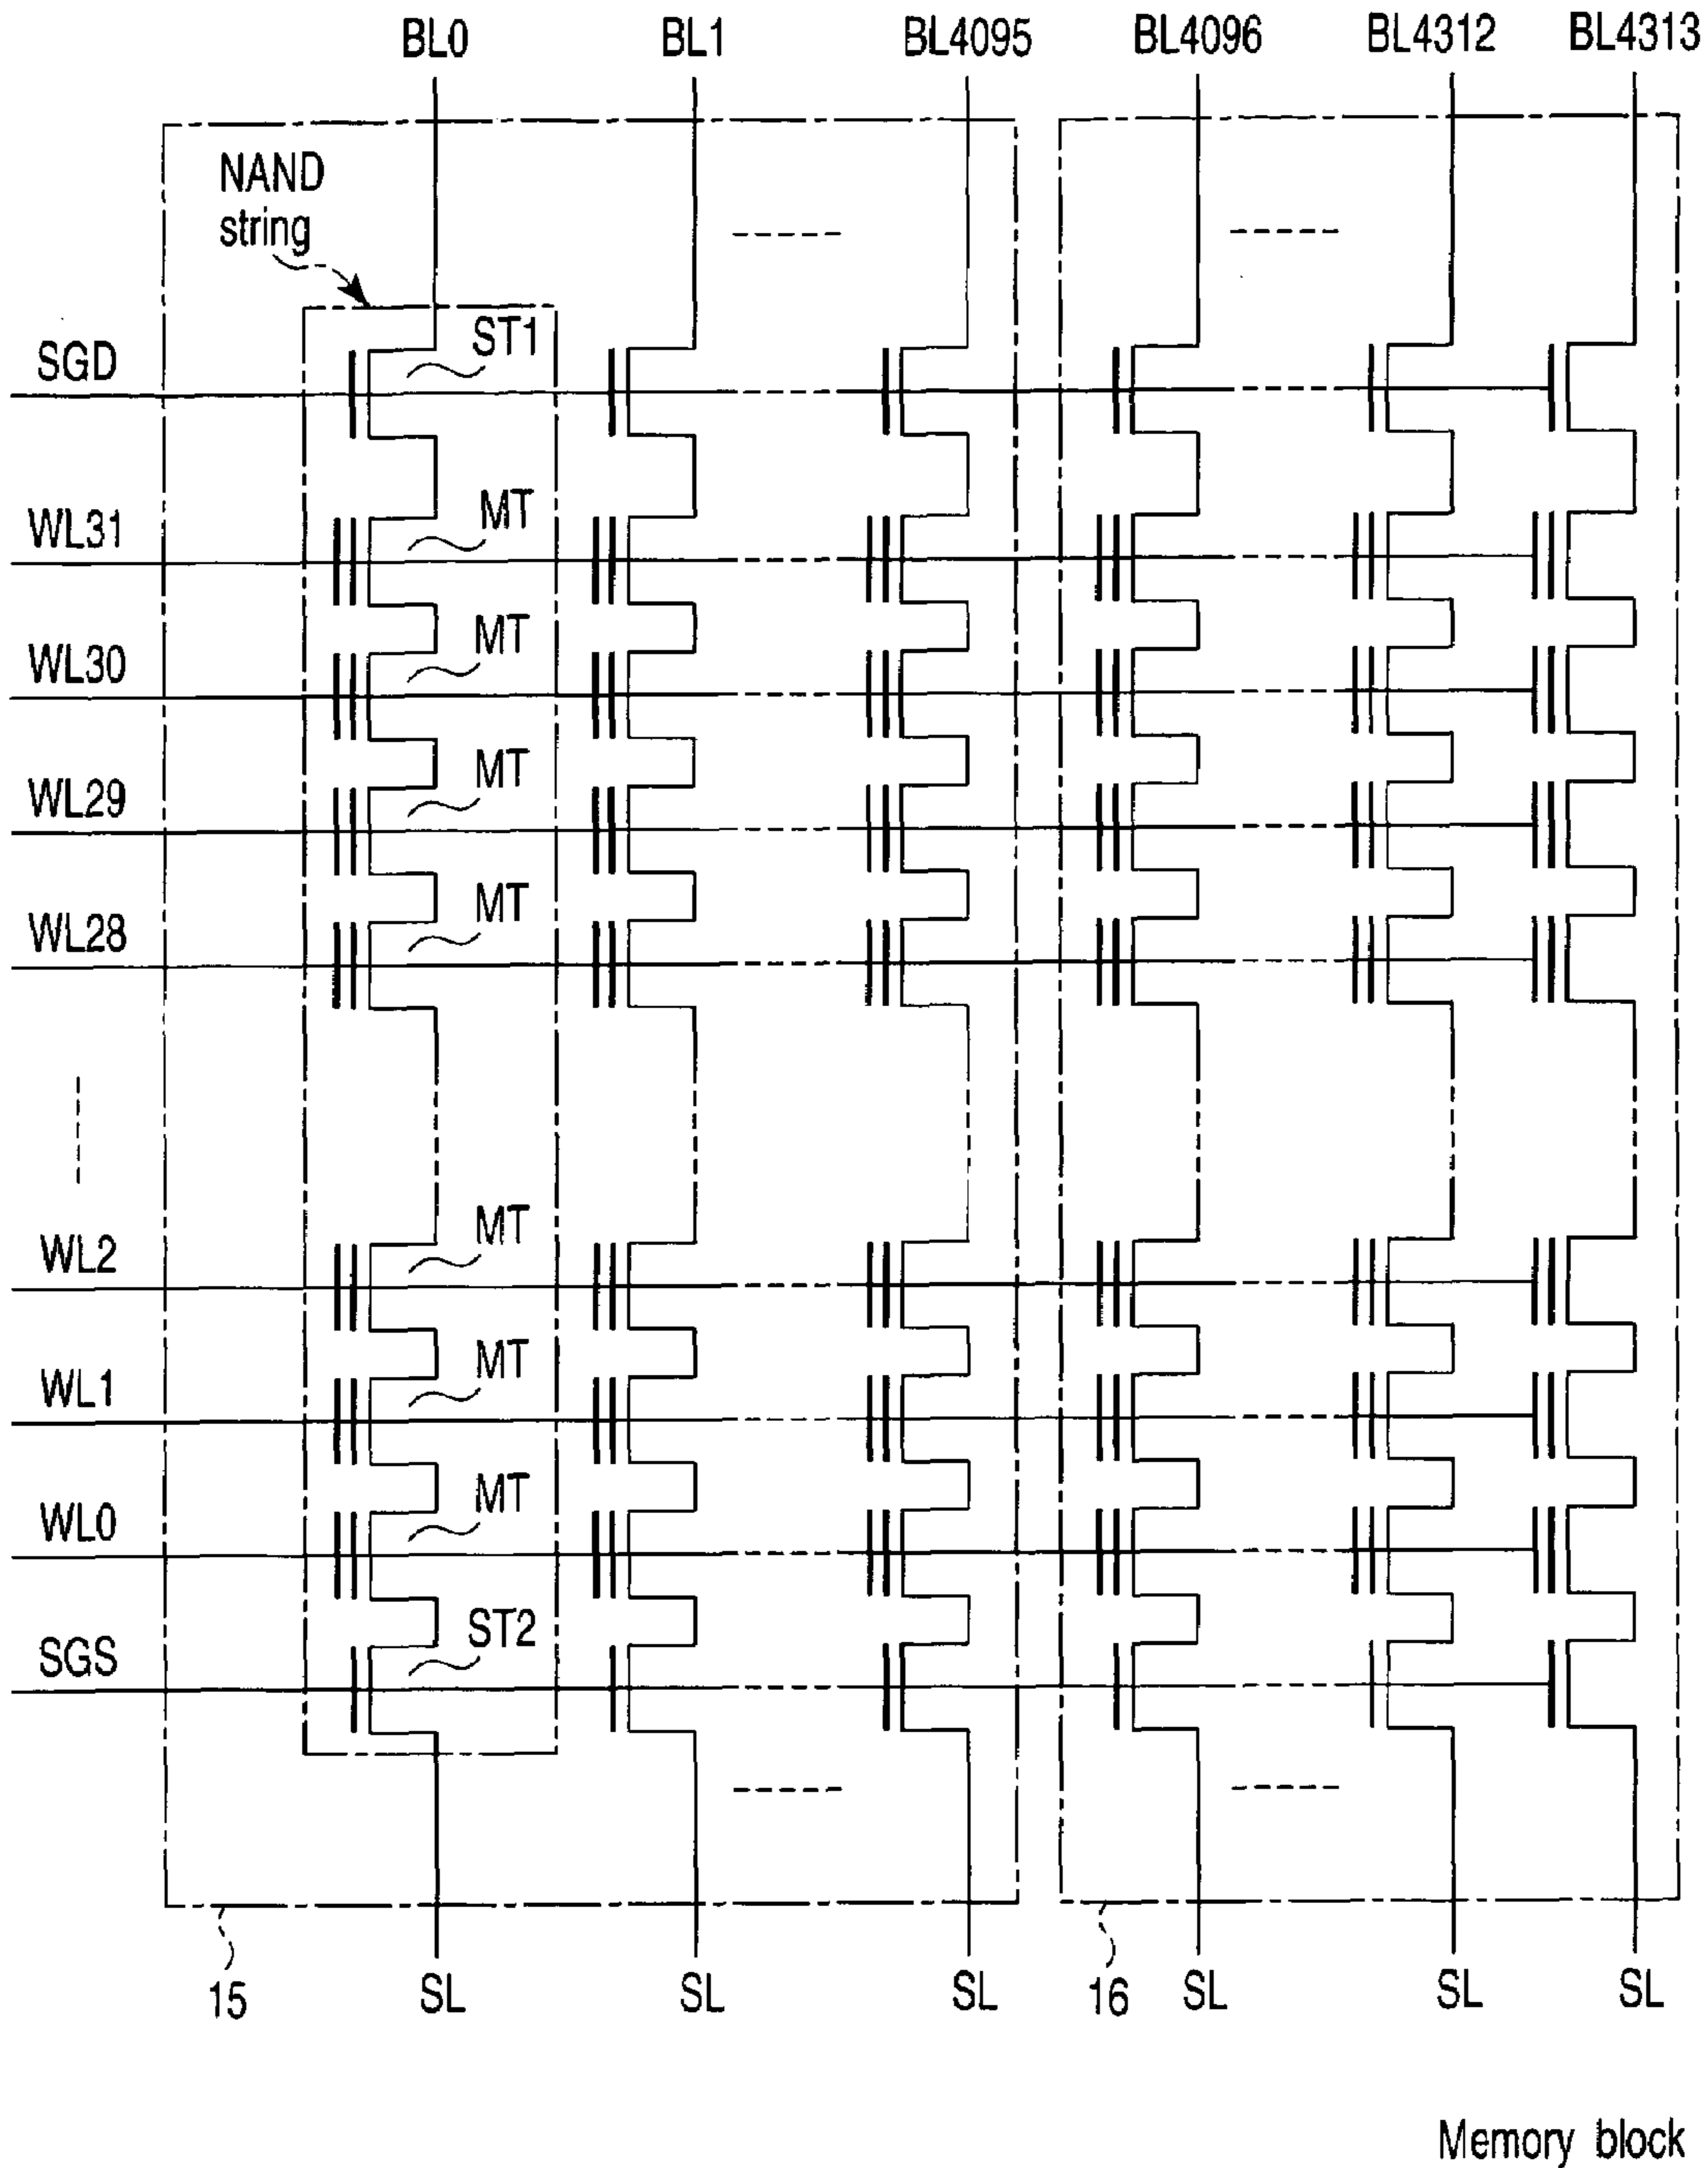 BL0 BL1 BL4095 BL4096 BL4312 BL4313
NAND
string
ST1
SGD
MT
WL31
MT
WL30
MT
WL29
MT
WL28
MT
WL2
MT
WL1
MT
WL0
ST2
SGS
15 SL SL SL 16 SL SL SL
Memory block